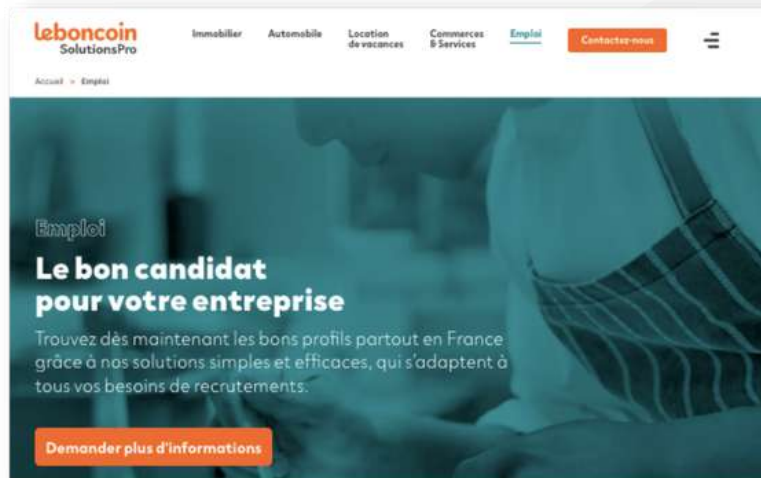 leboncoin
SolutionsPro
Immobilier
Automobile
Location
de vacances
Commerces
& Services
Emploi
Contactez-nous
Accueil > Emploi
Emploi
Le bon candidat
pour votre entreprise
Trouvez dès maintenant les bons profils partout en France
grâce à nos solutions simples et efficaces, qui s'adaptent à
tous vos besoins de recrutements.
Demander plus d'informations